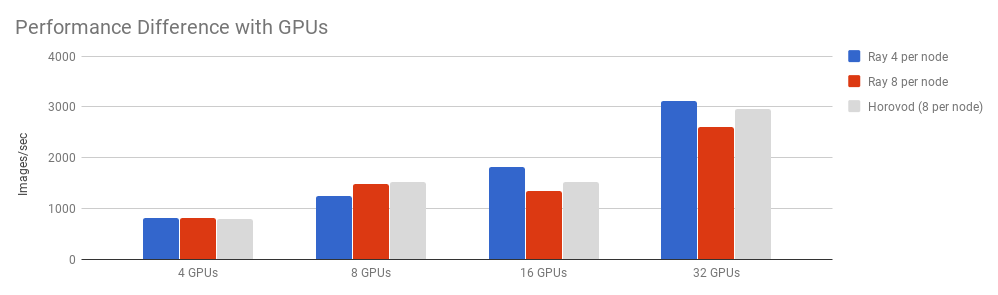 Performance Difference with GPUs
4000
3000
2000
1000
0
Images/sec
4 GPUs
8 GPUs
16 GPUs
32 GPUs
Ray 4 per node
Ray 8 per node
Horovod (8 per node)